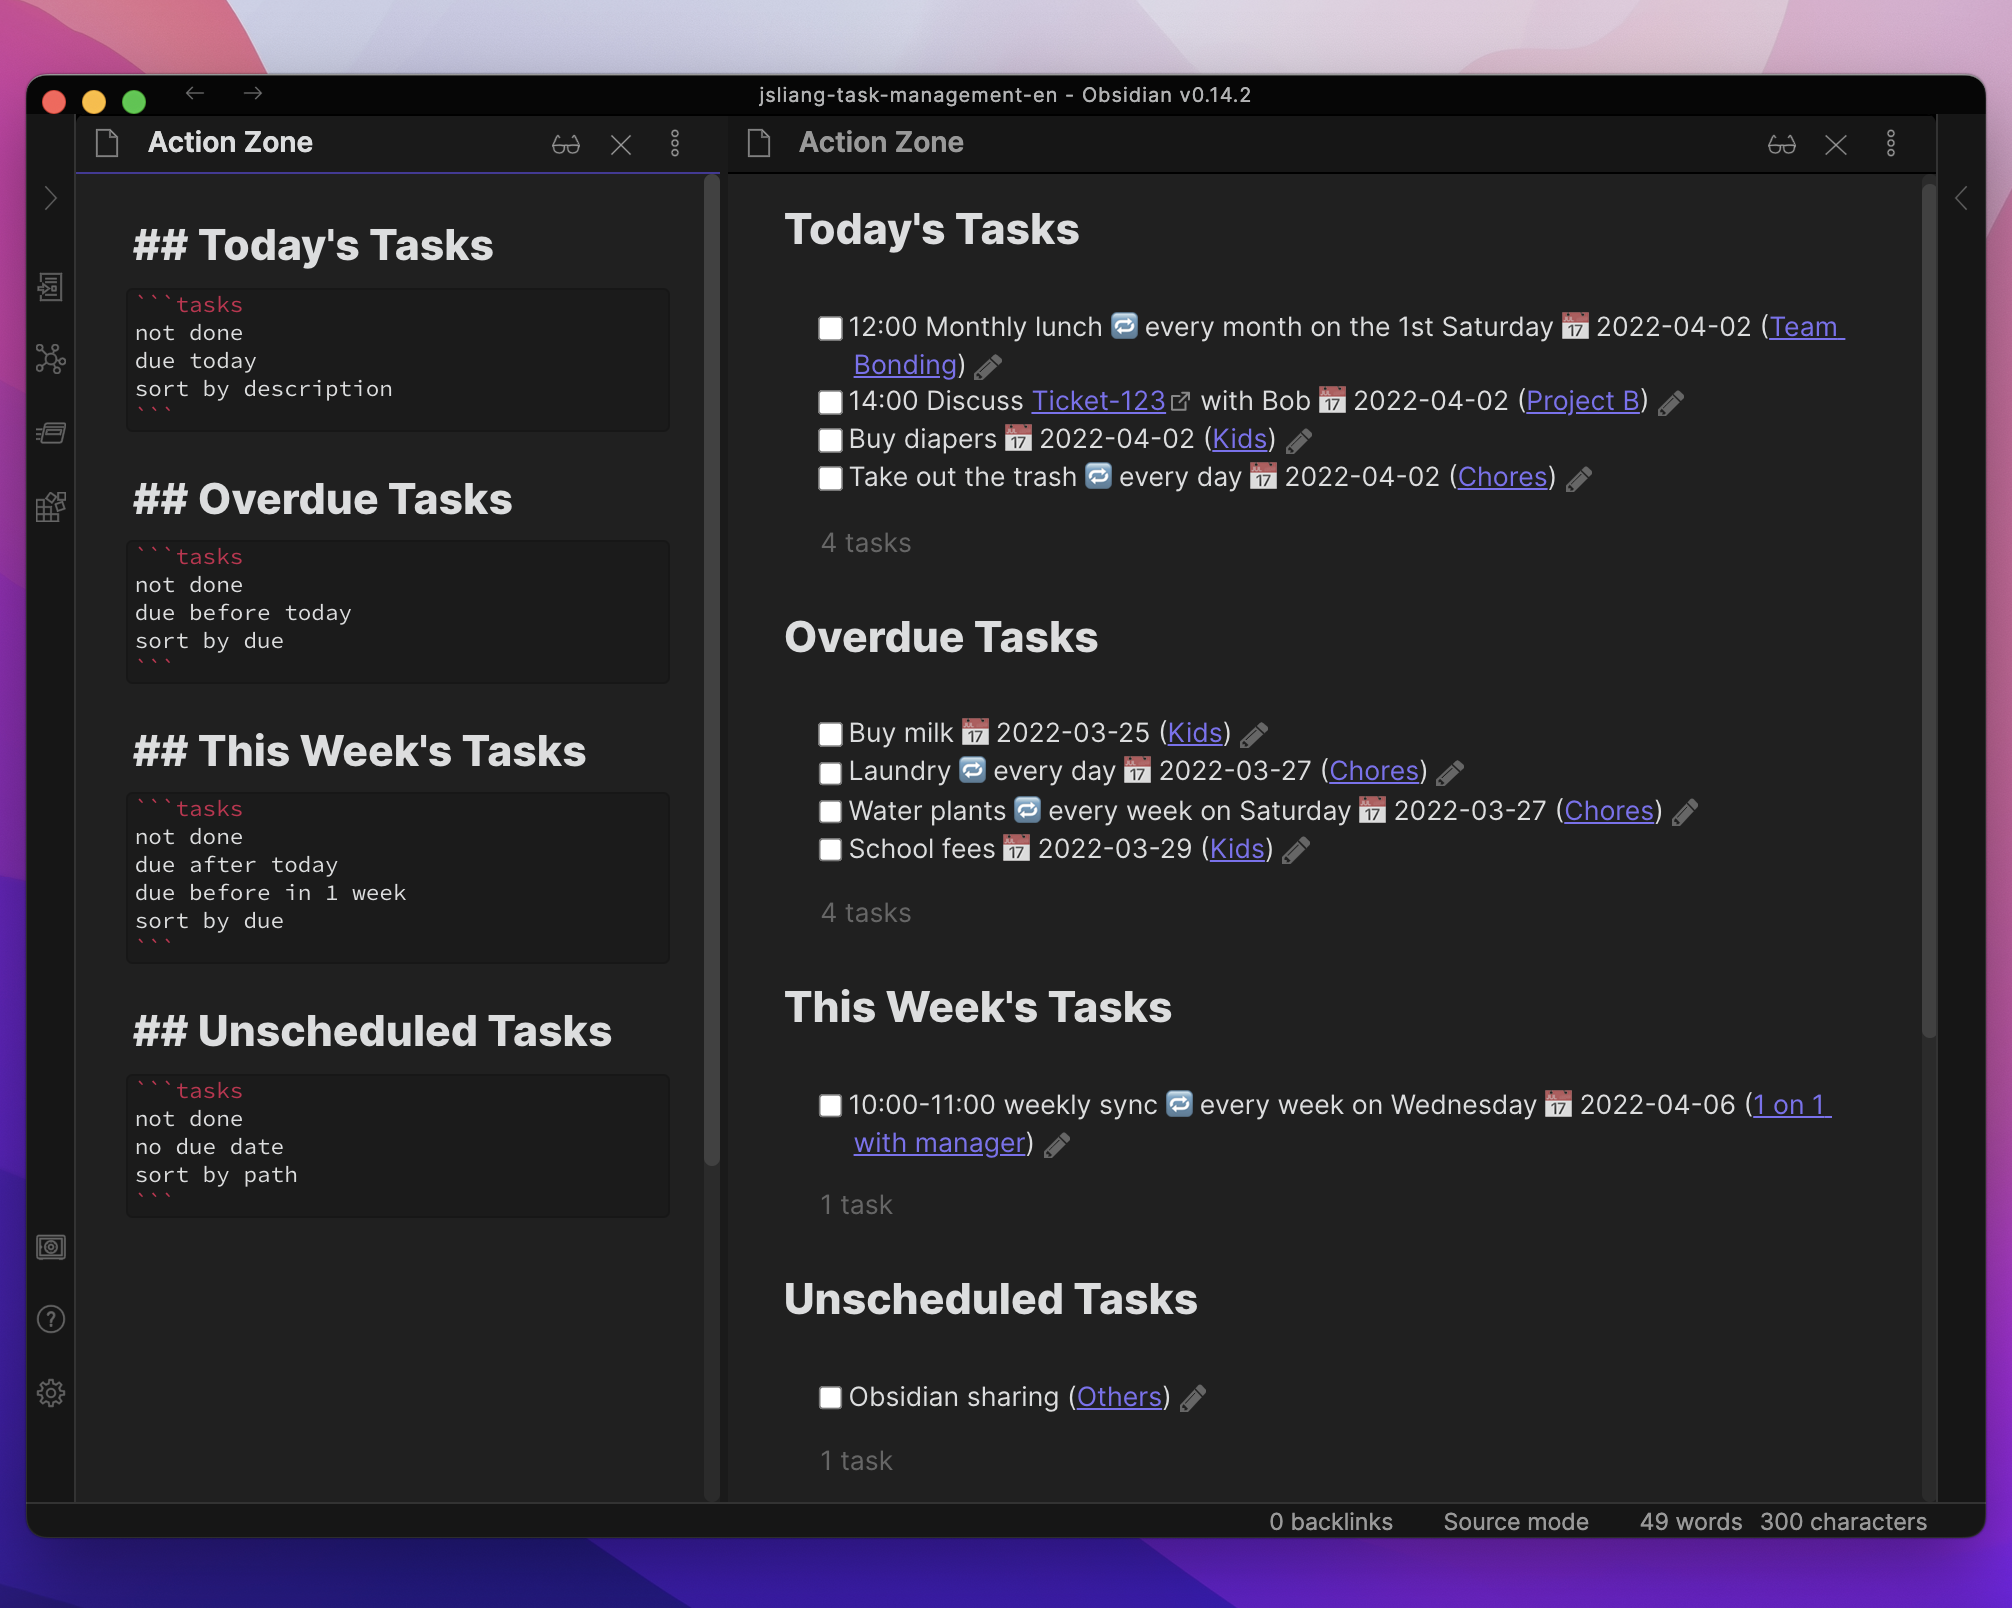 jsliang-task-management-en - Obsidian v0.14.2
Action Zone
## Today's Tasks
```tasks
not done
due today
sort by description
```
## Overdue Tasks
```tasks
not done
due before today
sort by due
```
## This Week's Tasks
```tasks
not done
due after today
due before in 1 week
sort by due
```
## Unscheduled Tasks
```tasks
not done
no due date
sort by path
```
Action Zone
Today's Tasks
12:00 Monthly lunch 🔁 every month on the 1st Saturday 📅 2022-04-02 (Team
Bonding)
14:00 Discuss Ticket-123 with Bob 📅 2022-04-02 (Project B)
Buy diapers 📅 2022-04-02 (Kids)
Take out the trash 🔁 every day 📅 2022-04-02 (Chores)
4 tasks
Overdue Tasks
Buy milk 📅 2022-03-25 (Kids)
Laundry 🔁 every day 📅 2022-03-27 (Chores)
Water plants 🔁 every week on Saturday 📅 2022-03-27 (Chores)
School fees 📅 2022-03-29 (Kids)
4 tasks
This Week's Tasks
10:00-11:00 weekly sync 🔁 every week on Wednesday 📅 2022-04-06 (1 on 1
with manager)
1 task
Unscheduled Tasks
Obsidian sharing (Others)
1 task
0 backlinks Source mode 49 words 300 characters